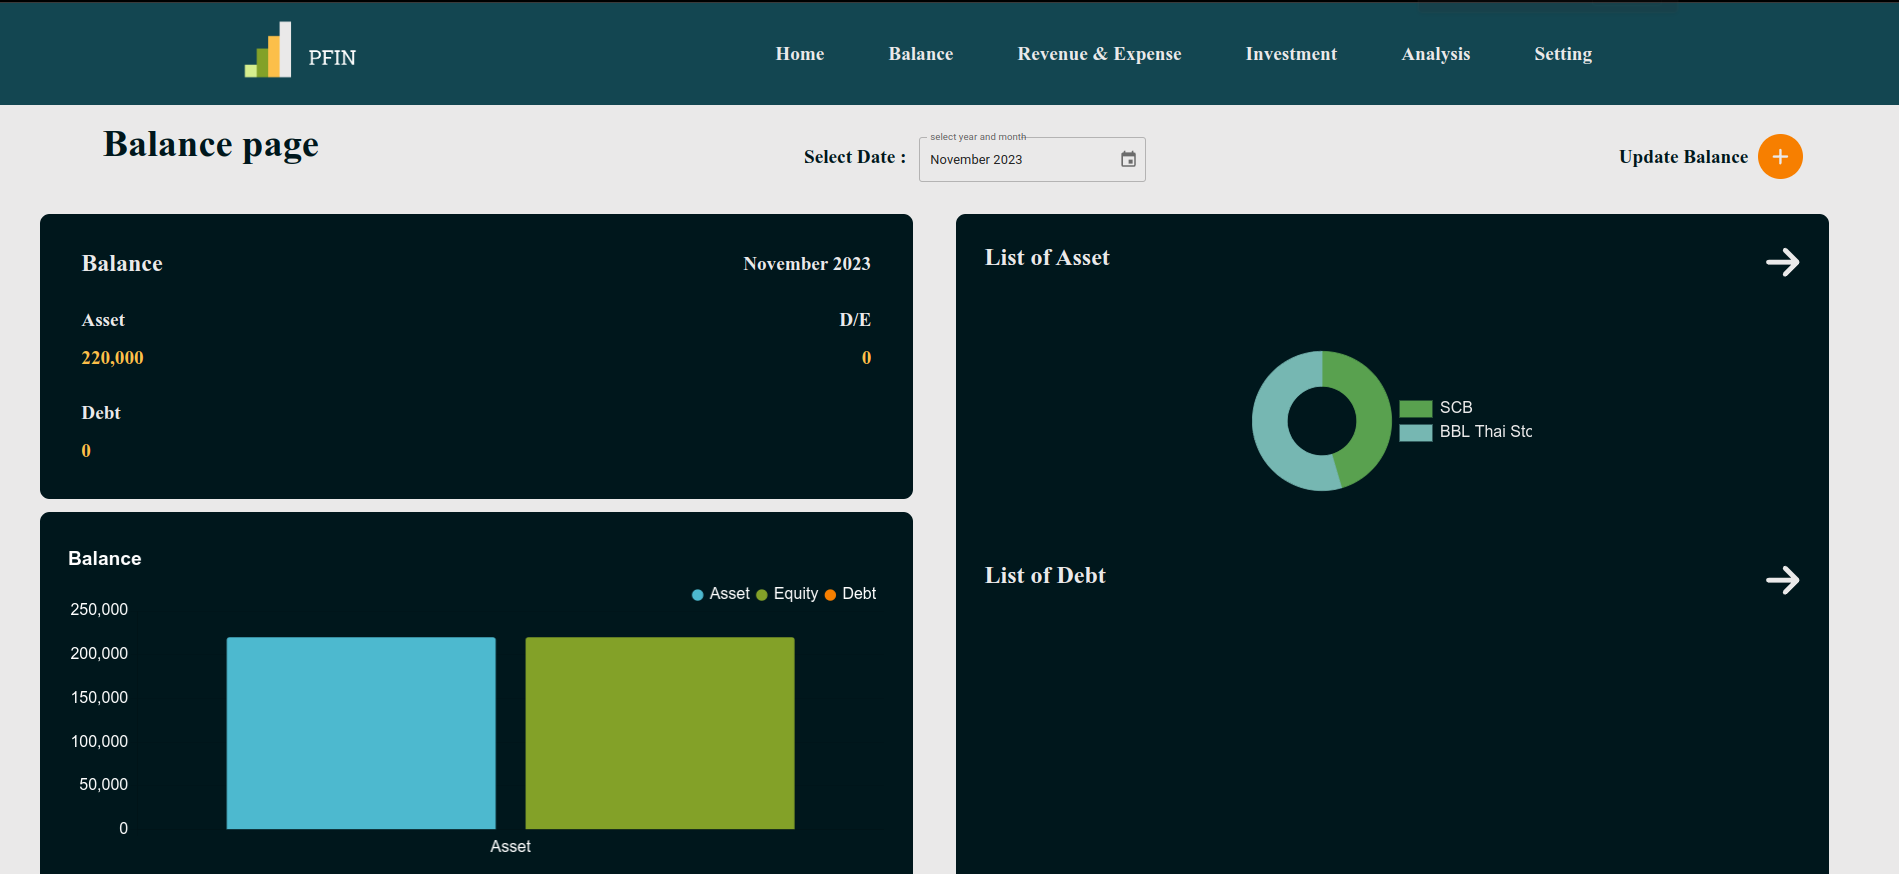 PFIN
Home Balance Revenue & Expense Investment Analysis Setting
Balance page
Select Date :
select year and month
November 2023
Update Balance
Balance
November 2023
Asset
D/E
220,000
0
Debt
0
Balance
Asset Equity Debt
250,000
200,000
150,000
100,000
50,000
0
Asset
List of Asset
SCB
BBL Thai Stc
List of Debt